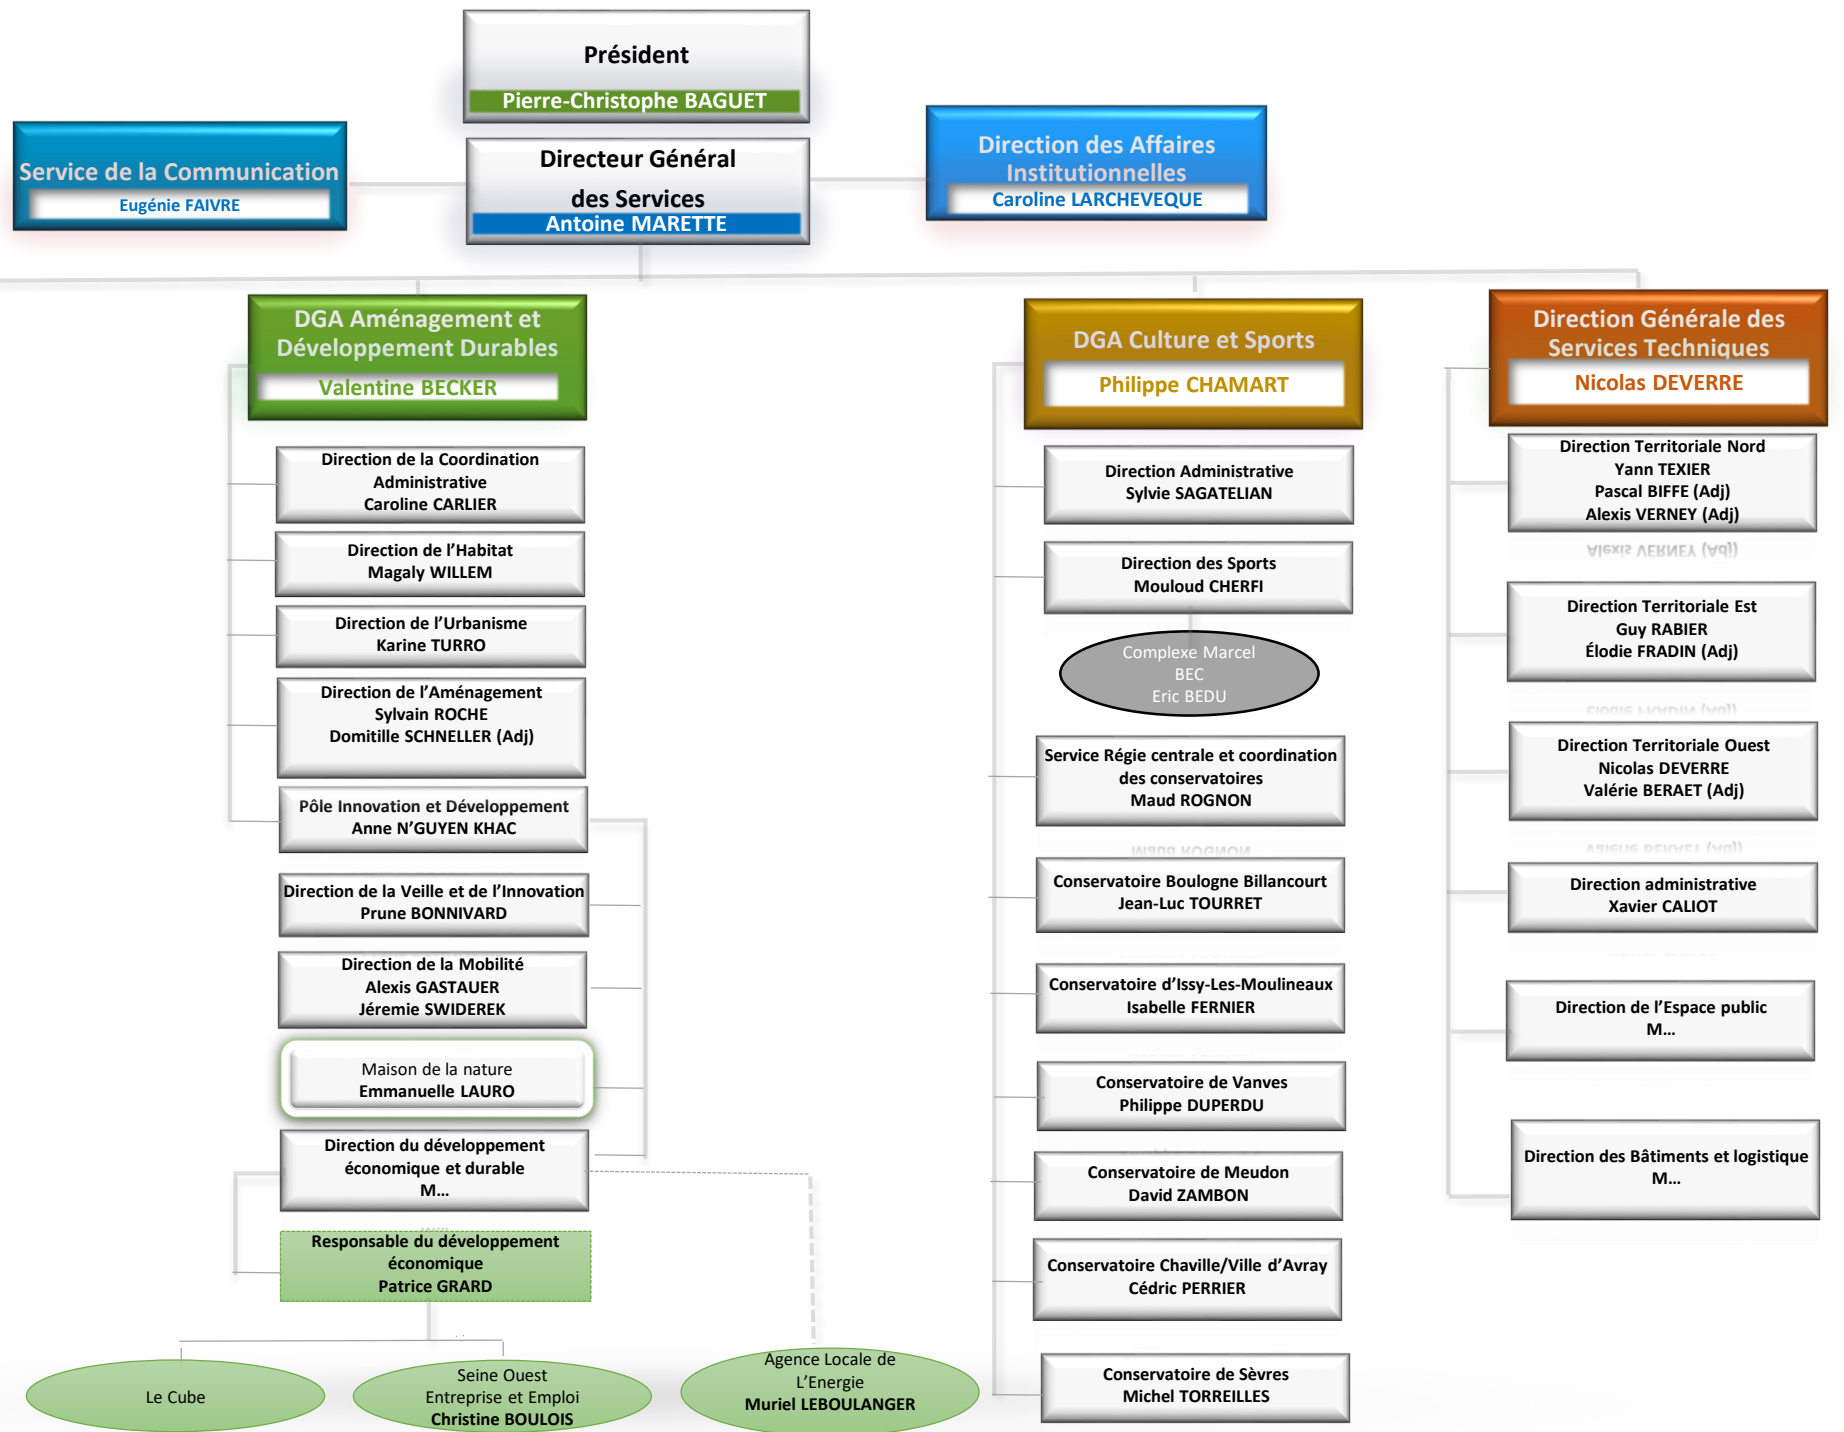 Président
Pierre-Christophe BAGUET
Service de la Communication
Eugénie FAIVRE
Directeur Général
des Services
Antoine MARETTE
Direction des Affaires
Institutionnelles
Caroline LARCHEVEQUE
DGA Aménagement et
Développement Durables
Valentine BECKER
Direction de la Coordination
Administrative
Caroline CARLIER
Direction de l'Habitat
Magaly WILLEM
Direction de l'Urbanisme
Karine TURRO
Direction de l'Aménagement
Sylvain ROCHE
Domitille SCHNELLER (Adj)
Pôle Innovation et Développement
Anne N'GUYEN KHAC
Direction de la Veille et de l'Innovation
Prune BONNIVARD
Direction de la Mobilité
Alexis GASTAUER
Jéremie SWIDEREK
Maison de la nature
Emmanuelle LAURO
Direction du développement
économique et durable
M...
Responsable du développement
économique
Patrice GRARD
Le Cube
Seine Ouest
Entreprise et Emploi
Christine BOULOIS
Agence Locale de
L'Energie
Muriel LEBOULANGER
DGA Culture et Sports
Philippe CHAMART
Direction Administrative
Sylvie SAGATELIAN
Direction des Sports
Mouloud CHERFI
Complexe Marcel
BEC
Eric BEDU
Service Régie centrale et coordination
des conservatoires
Maud ROGNON
Conservatoire Boulogne Billancourt
Jean-Luc TOURRET
Conservatoire d'Issy-Les-Moulineaux
Isabelle FERNIER
Conservatoire de Vanves
Philippe DUPERDU
Conservatoire de Meudon
David ZAMBON
Conservatoire Chaville/Ville d'Avray
Cédric PERRIER
Conservatoire de Sèvres
Michel TORREILLES
Direction Générale des
Services Techniques
Nicolas DEVERRE
Direction Territoriale Nord
Yann TEXIER
Pascal BIFFE (Adj)
Alexis VERNEY (Adj)
Direction Territoriale Est
Guy RABIER
Élodie FRADIN (Adj)
Direction Territoriale Ouest
Nicolas DEVERRE
Valérie BERAET (Adj)
Direction administrative
Xavier CALIOT
Direction de l'Espace public
M...
Direction des Bâtiments et logistique
M...